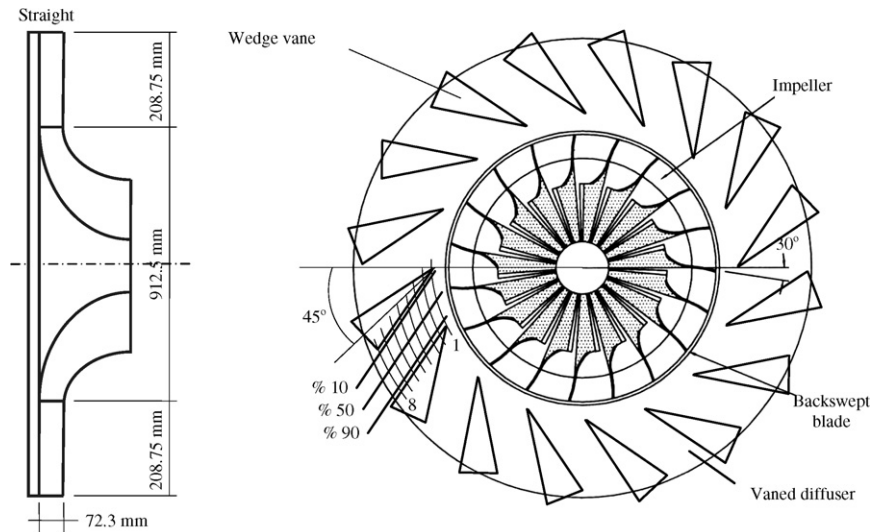 Straight
208.75 mm
912.5 mm
208.75 mm
72.3 mm
Wedge vane
Impeller
30°
45°
1
% 10
% 50
8
% 90
Backswept
blade
Vaned diffuser